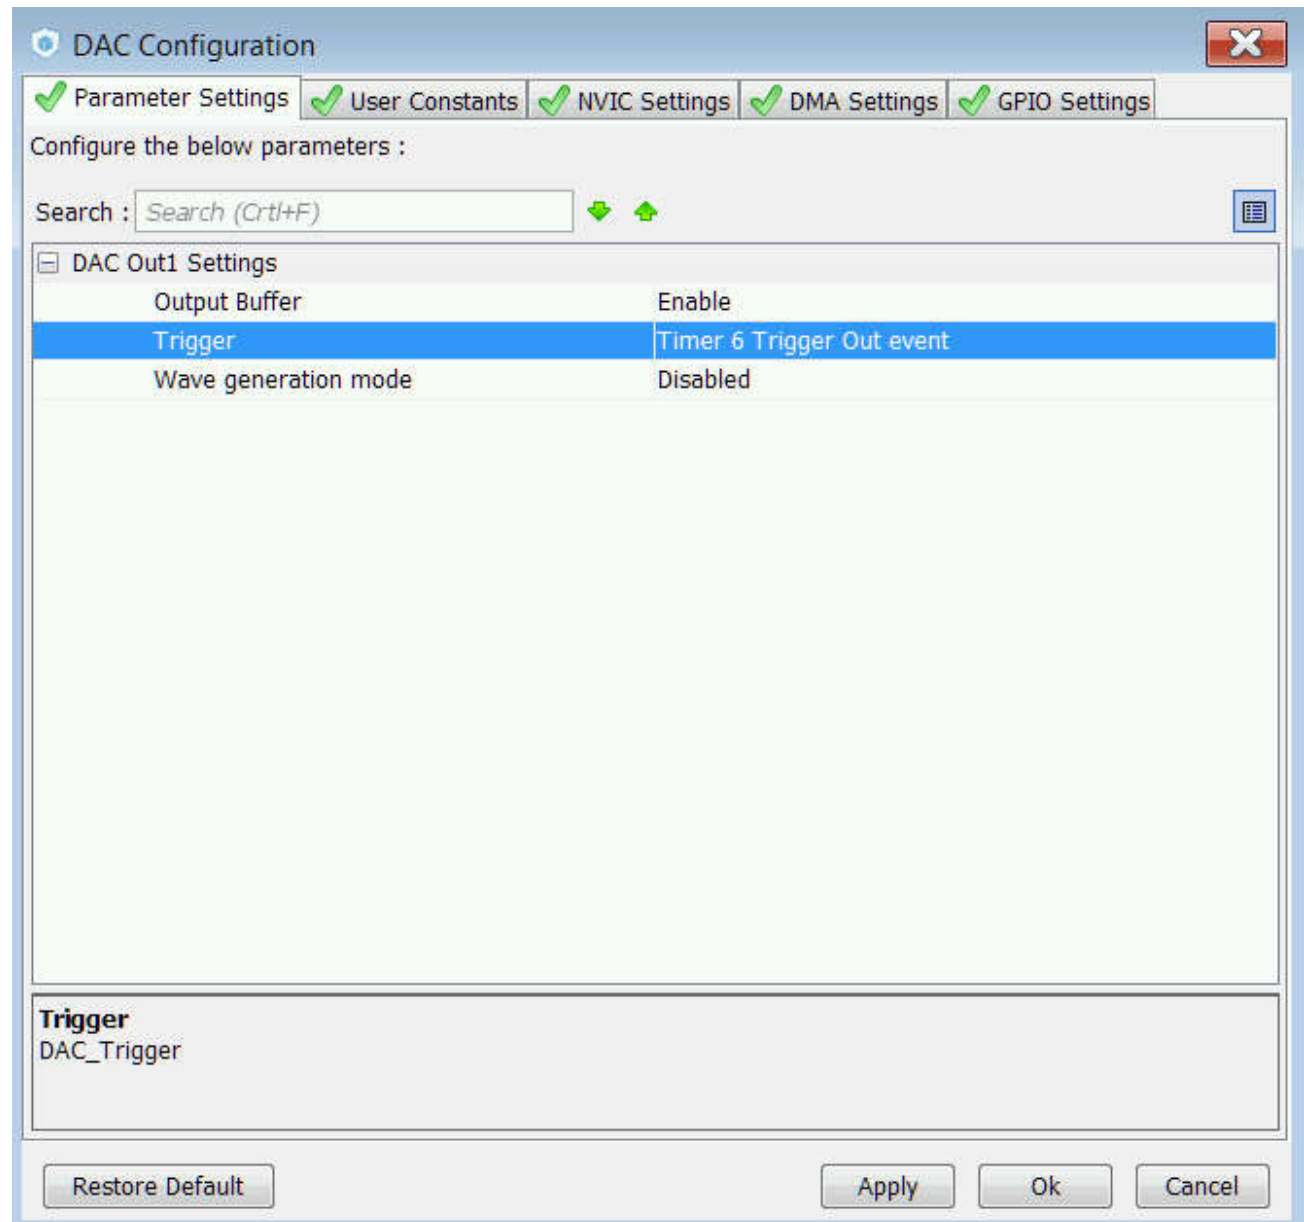 DAC Configuration
Parameter Settings User Constants NVIC Settings DMA Settings GPIO Settings
Configure the below parameters :
Search : Search (Crtl+F)
DAC Out1 Settings
Output Buffer Enable
Trigger Timer 6 Trigger Out event
Wave generation mode Disabled
Trigger
DAC_Trigger
Restore Default Apply Ok Cancel